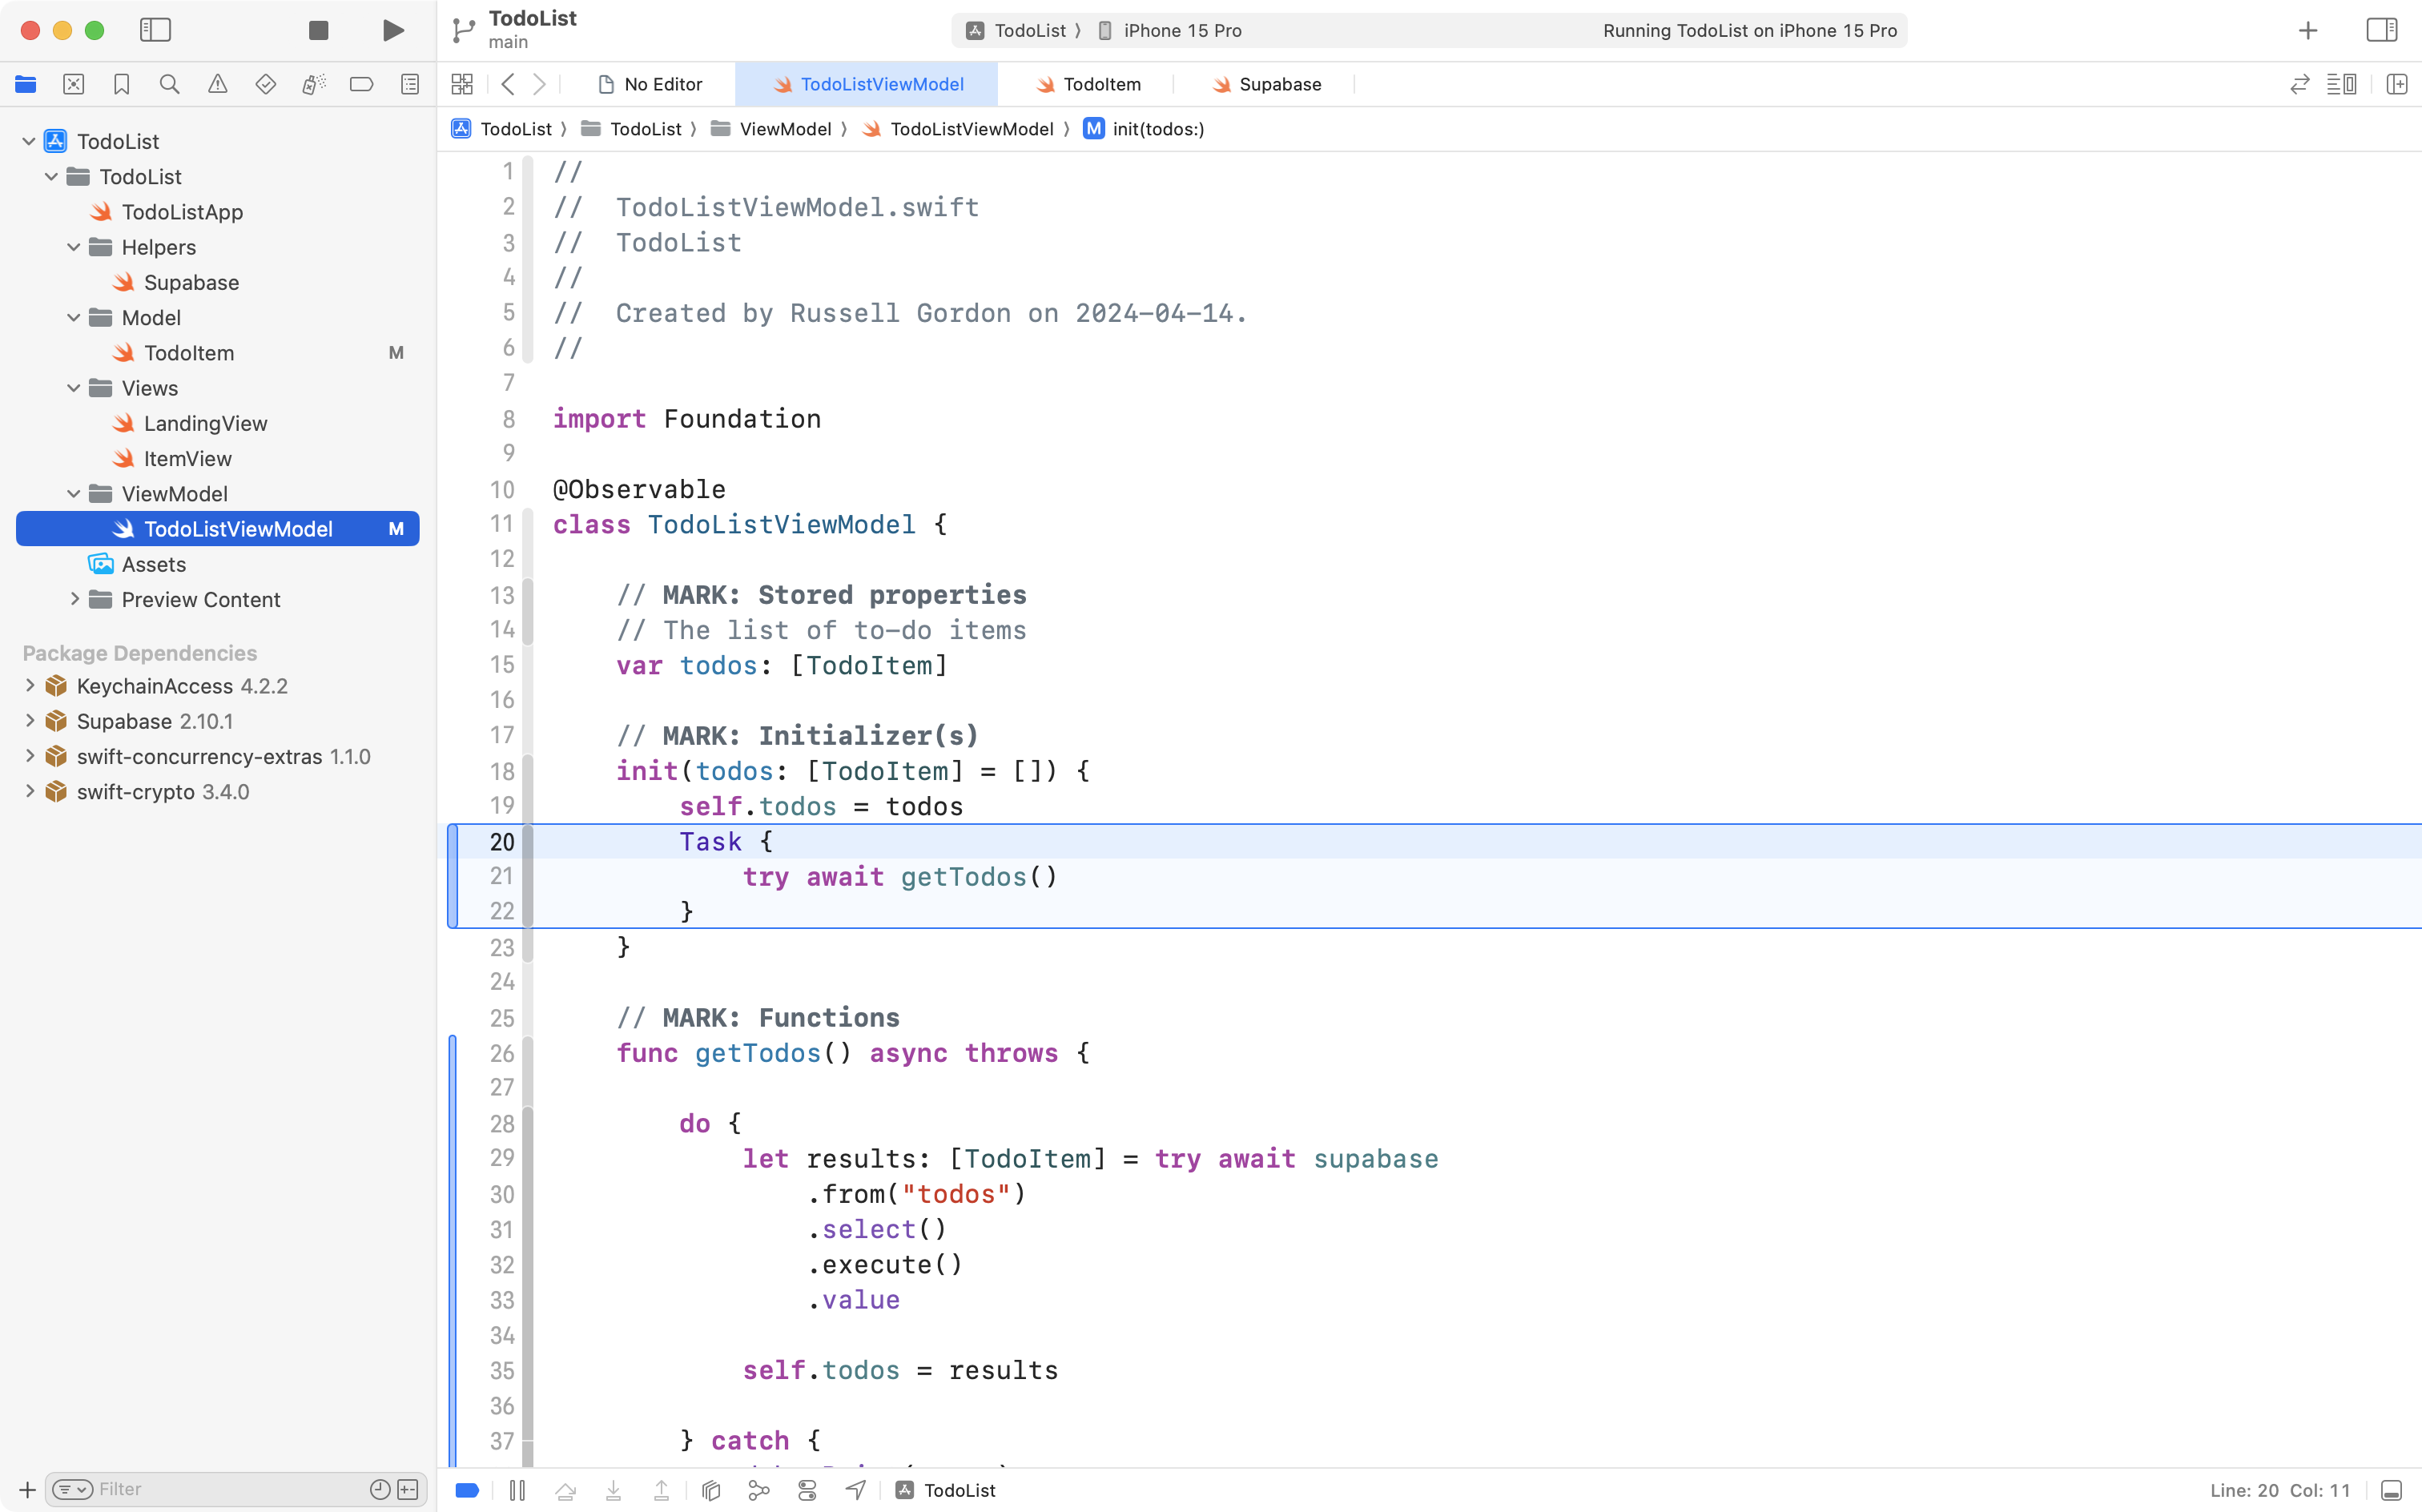 TodoList
main
TodoList 〉 iPhone 15 Pro
Running TodoList on iPhone 15 Pro
No Editor
TodoListViewModel
TodoItem
Supabase
TodoList 〉 TodoList 〉 ViewModel 〉 TodoListViewModel 〉 M init(todos:)
TodoList
TodoList
TodoListApp
Helpers
Supabase
Model
TodoItem M
Views
LandingView
ItemView
ViewModel
TodoListViewModel M
Assets
Preview Content
Package Dependencies
KeychainAccess 4.2.2
Supabase 2.10.1
swift-concurrency-extras 1.1.0
swift-crypto 3.4.0
Filter
1 //
2 //  TodoListViewModel.swift
3 //  TodoList
4 //
5 //  Created by Russell Gordon on 2024-04-14.
6 //
7
8 import Foundation
9
10 @Observable
11 class TodoListViewModel {
12
13     // MARK: Stored properties
14     // The list of to-do items
15     var todos: [TodoItem]
16
17     // MARK: Initializer(s)
18     init(todos: [TodoItem] = []) {
19         self.todos = todos
20         Task {
21             try await getTodos()
22         }
23     }
24
25     // MARK: Functions
26     func getTodos() async throws {
27
28         do {
29             let results: [TodoItem] = try await supabase
30                 .from("todos")
31                 .select()
32                 .execute()
33                 .value
34
35             self.todos = results
36
37         } catch {
TodoList
Line: 20 Col: 11